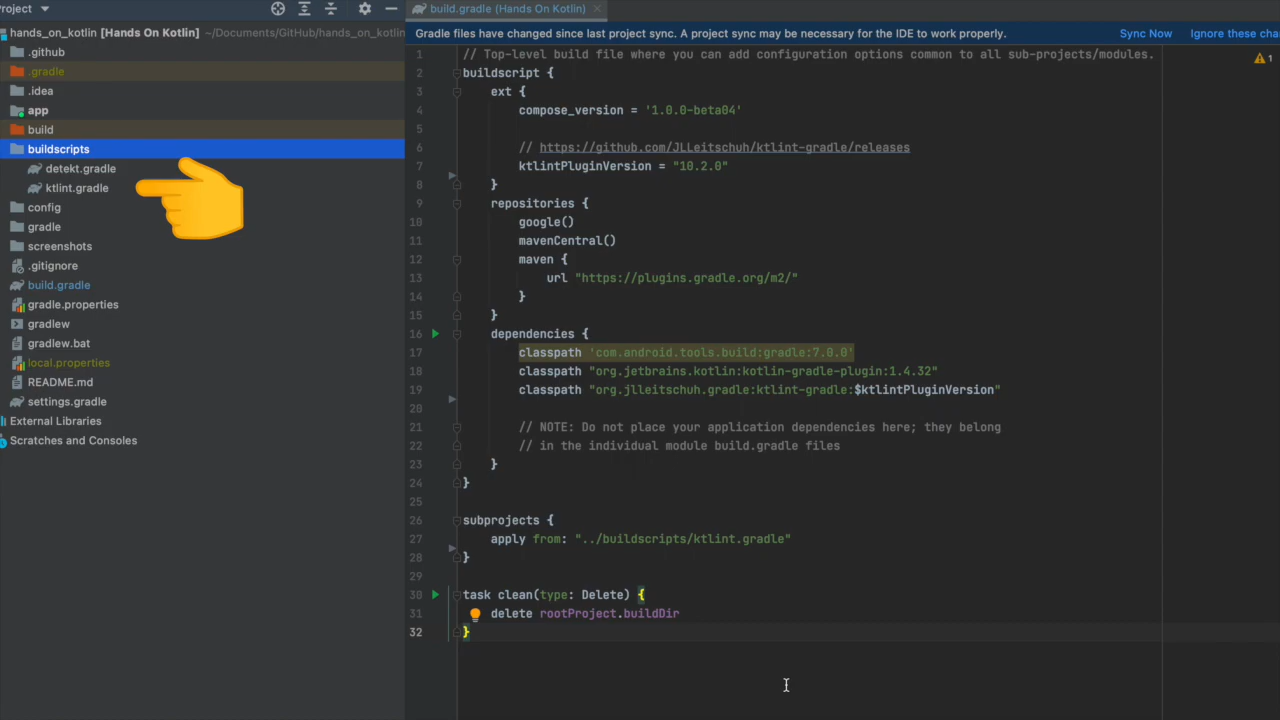 Project
hands_on_kotlin [Hands On Kotlin] ~/Documents/GitHub/hands_on_kotlin
.github
.gradle
.idea
app
build
buildscripts
detekt.gradle
ktlint.gradle
config
gradle
screenshots
.gitignore
build.gradle
gradle.properties
gradlew
gradlew.bat
local.properties
README.md
settings.gradle
External Libraries
Scratches and Consoles
build.gradle (Hands On Kotlin)
Gradle files have changed since last project sync. A project sync may be necessary for the IDE to work properly. Sync Now Ignore these cha
1
1 // Top-level build file where you can add configuration options common to all sub-projects/modules.
2 buildscript {
3 ext {
4 compose_version = '1.0.0-beta04'
5
6 // https://github.com/JLLeitschuh/ktlint-gradle/releases
7 ktlintPluginVersion = "10.2.0"
8 }
9 repositories {
10 google()
11 mavenCentral()
12 maven {
13 url "https://plugins.gradle.org/m2/"
14 }
15 }
16 dependencies {
17 classpath 'com.android.tools.build:gradle:7.0.0'
18 classpath "org.jetbrains.kotlin:kotlin-gradle-plugin:1.4.32"
19 classpath "org.jlleitschuh.gradle:ktlint-gradle:$ktlintPluginVersion"
20
21 // NOTE: Do not place your application dependencies here; they belong
22 // in the individual module build.gradle files
23 }
24 }
25
26 subprojects {
27 apply from: "../buildscripts/ktlint.gradle"
28 }
29
30 task clean(type: Delete) {
31 delete rootProject.buildDir
32 }